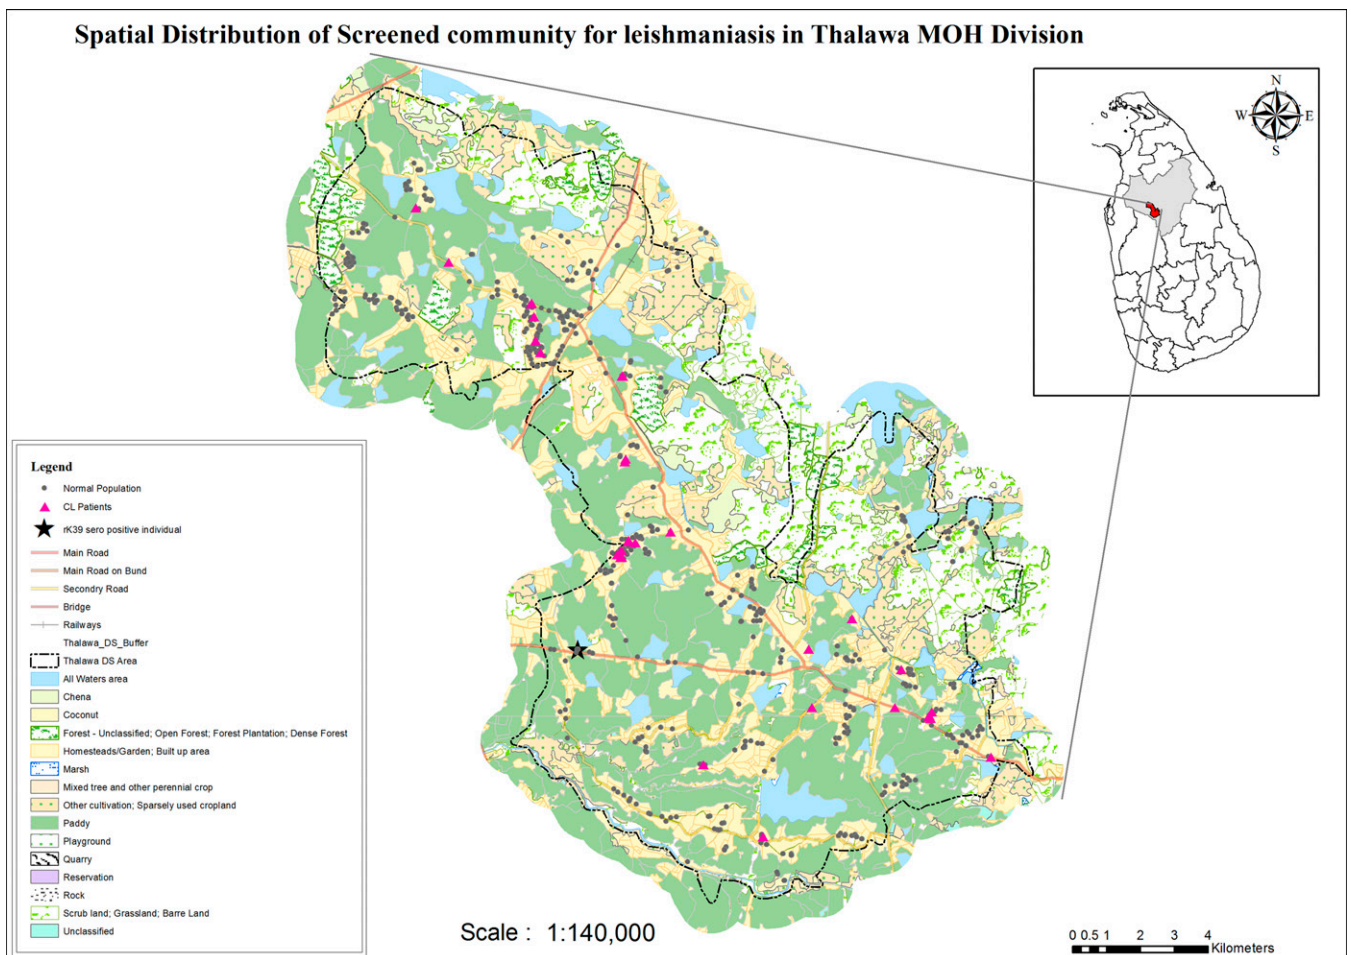 Spatial Distribution of Screened community for leishmaniasis in Thalawa MOH Division
N
W
E
S
Legend
Normal Population
CL Patients
rK39 sero positive individual
Main Road
Main Road on Bund
Secondry Road
Bridge
Railways
Thalawa_DS_Buffer
Thalawa DS Area
All Waters area
Chena
Coconut
Forest - Unclassified; Open Forest; Forest Plantation; Dense Forest
Homesteads/Garden; Built up area
Marsh
Mixed tree and other perennial crop
Other cultivation; Sparsely used cropland
Paddy
Playground
Quarry
Reservation
Rock
Scrub land; Grassland; Barre Land
Unclassified
Scale : 1:140,000
0 0.5 1 2 3 4
Kilometers